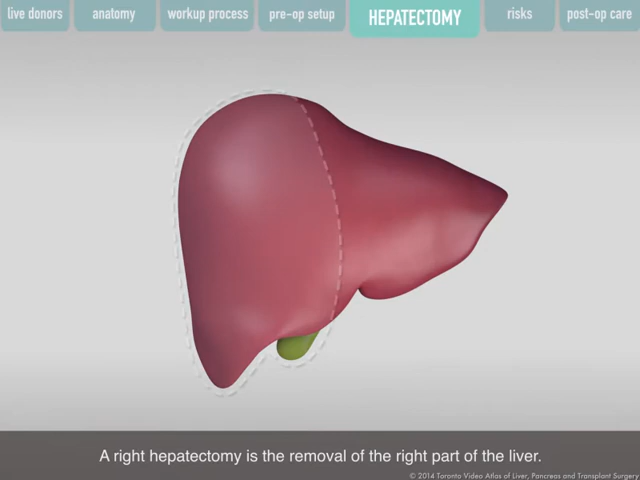 live donors
anatomy
workup process
pre-op setup
HEPATECTOMY
risks
post-op care
A right hepatectomy is the removal of the right part of the liver.
© 2014 Toronto Video Atlas of Liver, Pancreas and Transplant Surgery